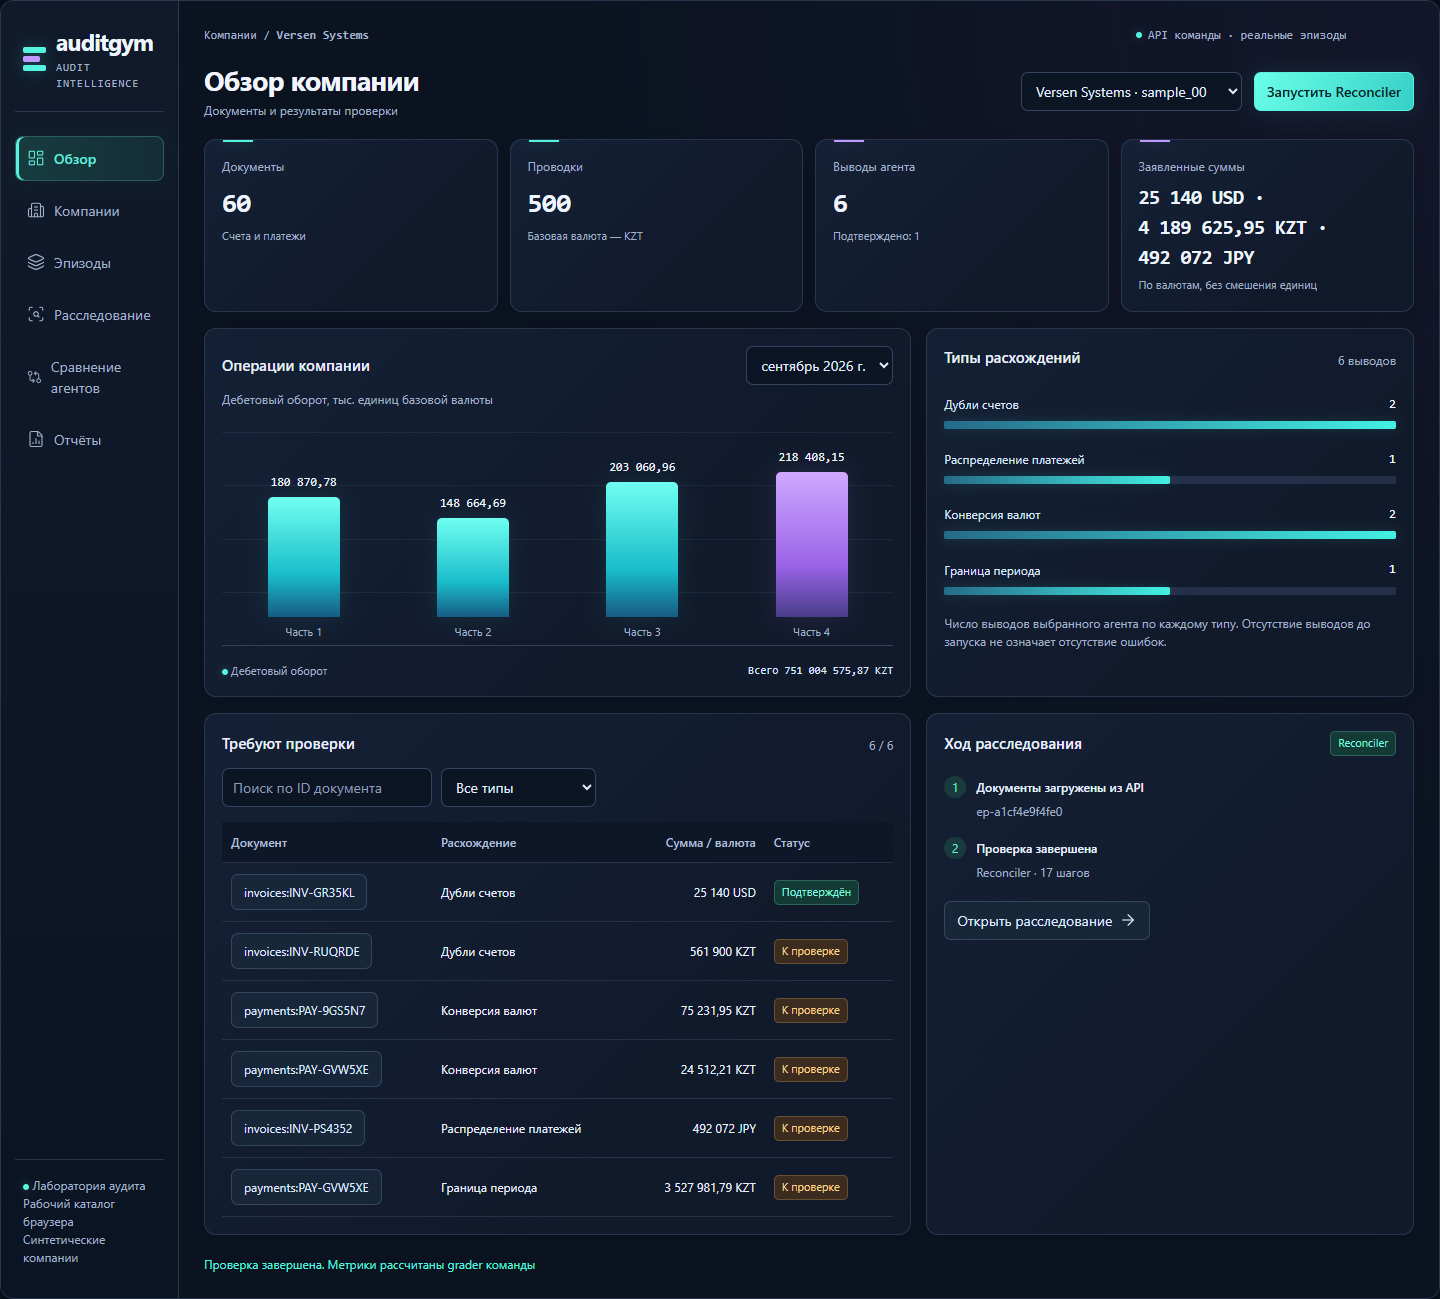 auditgym
AUDIT
INTELLIGENCE
Обзор
Компании
Эпизоды
Расследование
Сравнение
агентов
Отчёты
Лаборатория аудита
Рабочий каталог
браузера
Синтетические
компании
Компании / Versen Systems
API команды · реальные эпизоды
Обзор компании
Документы и результаты проверки
Versen Systems · sample_00
Запустить Reconciler
Документы
60
Счета и платежи
Проводки
500
Базовая валюта — KZT
Выводы агента
6
Подтверждено: 1
Заявленные суммы
25 140 USD ·
4 189 625,95 KZT ·
492 072 JPY
По валютам, без смешения единиц
Операции компании
сентябрь 2026 г.
Дебетовый оборот, тыс. единиц базовой валюты
180 870,78
148 664,69
203 060,96
218 408,15
Часть 1
Часть 2
Часть 3
Часть 4
Дебетовый оборот
Всего 751 004 575,87 KZT
Типы расхождений
6 выводов
Дубли счетов 2
Распределение платежей 1
Конверсия валют 2
Граница периода 1
Число выводов выбранного агента по каждому типу. Отсутствие выводов до
запуска не означает отсутствие ошибок.
Требуют проверки
6 / 6
Поиск по ID документа
Все типы
Документ Расхождение Сумма / валюта Статус
invoices:INV-GR35KL Дубли счетов 25 140 USD Подтверждён
invoices:INV-RUQRDE Дубли счетов 561 900 KZT К проверке
payments:PAY-9GS5N7 Конверсия валют 75 231,95 KZT К проверке
payments:PAY-GVW5XE Конверсия валют 24 512,21 KZT К проверке
invoices:INV-PS4352 Распределение платежей 492 072 JPY К проверке
payments:PAY-GVW5XE Граница периода 3 527 981,79 KZT К проверке
Ход расследования
Reconciler
1 Документы загружены из API
ep-a1cf4e9f4fe0
2 Проверка завершена
Reconciler · 17 шагов
Открыть расследование →
Проверка завершена. Метрики рассчитаны grader команды